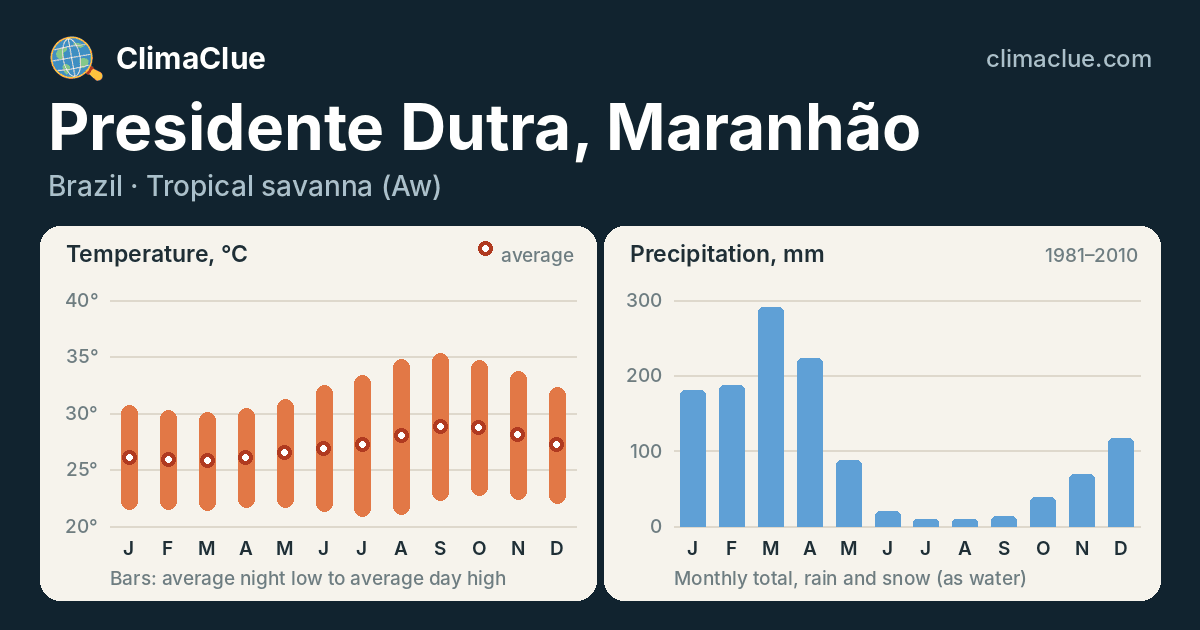 ClimaClue
climaclue.com
Presidente Dutra, Maranhão
Brazil · Tropical savanna (Aw)
Temperature, °C
average
40°
35°
30°
25°
20°
J F M A M J J A S O N D
Bars: average night low to average day high
Precipitation, mm
1981–2010
300
200
100
0
J F M A M J J A S O N D
Monthly total, rain and snow (as water)